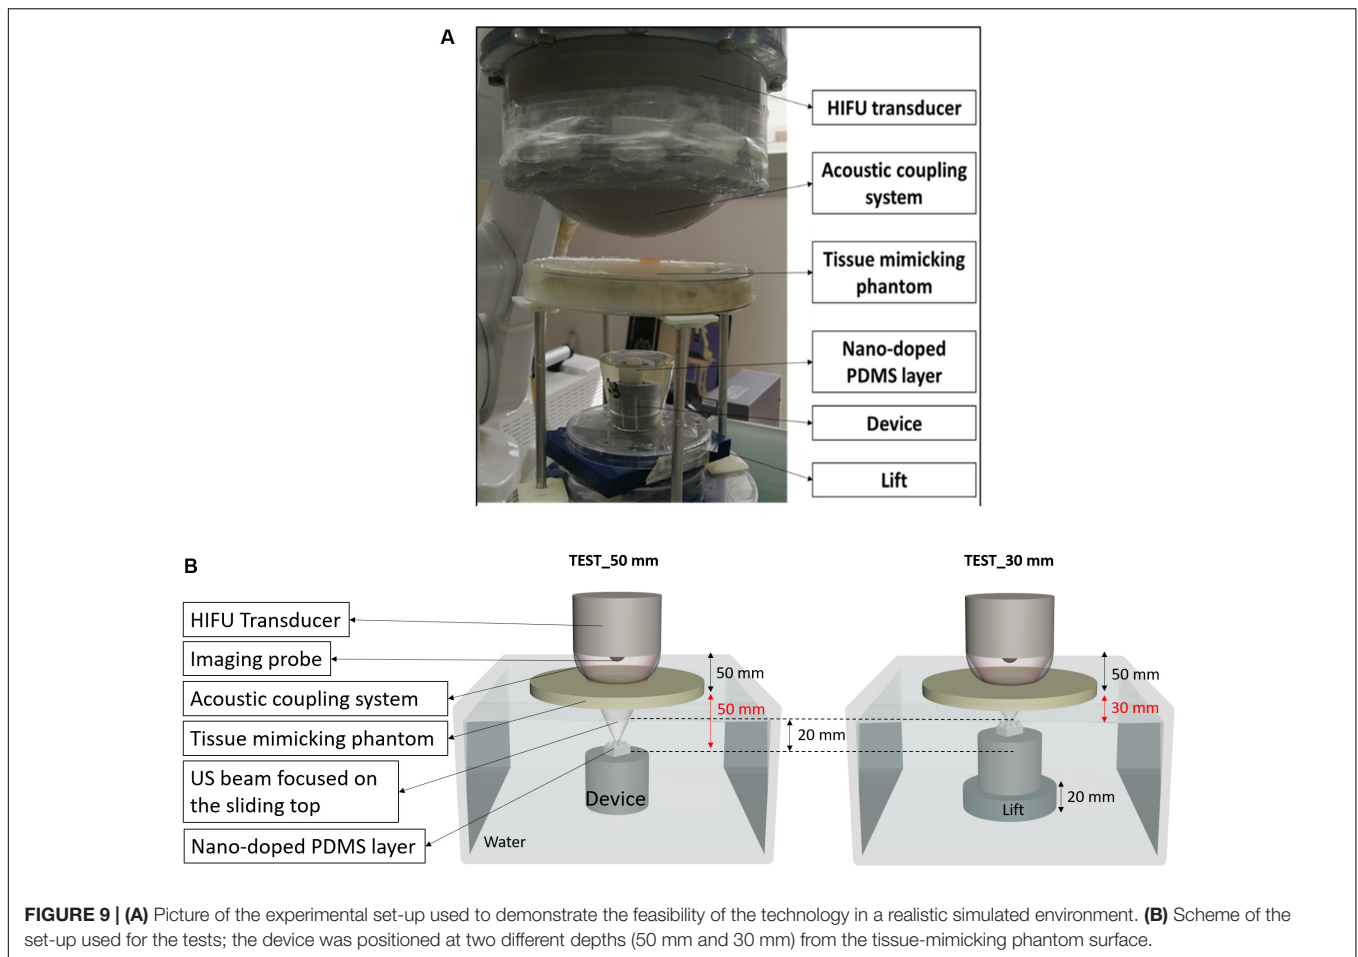 A
HIFU transducer
Acoustic coupling
system
Tissue mimicking
phantom
Nano-doped
PDMS layer
Device
Lift
B
TEST_50 mm
TEST_30 mm
HIFU Transducer
Imaging probe
Acoustic coupling system
Tissue mimicking phantom
US beam focused on
the sliding top
Nano-doped PDMS layer
50 mm
50 mm
20 mm
Device
Water
50 mm
30 mm
20 mm
Lift
FIGURE 9 | (A) Picture of the experimental set-up used to demonstrate the feasibility of the technology in a realistic simulated environment. (B) Scheme of the
set-up used for the tests; the device was positioned at two different depths (50 mm and 30 mm) from the tissue-mimicking phantom surface.